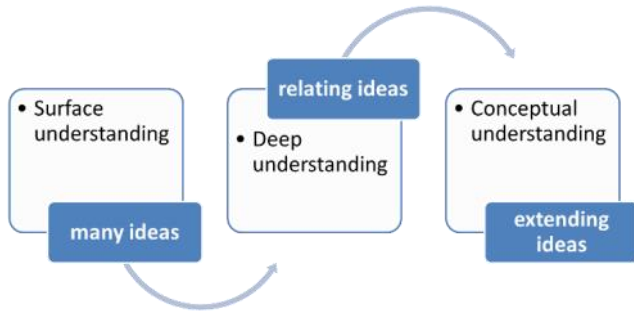 • Surface
understanding
many ideas
relating ideas
• Deep
understanding
• Conceptual
understanding
extending
ideas